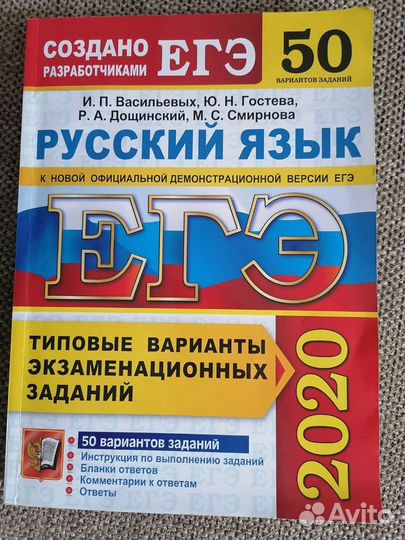 СОЗДАНО
РАЗРАБОТЧИКАМИ
ЕГЭ
50
ВАРИАНТОВ ЗАДАНИЙ
И. П. Васильевых, Ю. Н. Гостева,
Р. А. Дощинский, М. С. Смирнова
РУССКИЙ ЯЗЫК
К НОВОЙ ОФИЦИАЛЬНОЙ ДЕМОНСТРАЦИОННОЙ ВЕРСИИ ЕГЭ
ЕГЭ
ТИПОВЫЕ ВАРИАНТЫ
ЭКЗАМЕНАЦИОННЫХ
ЗАДАНИЙ
2020
50 вариантов заданий
Инструкция по выполнению заданий
Бланки ответов
Комментарии к ответам
Ответы
Avito